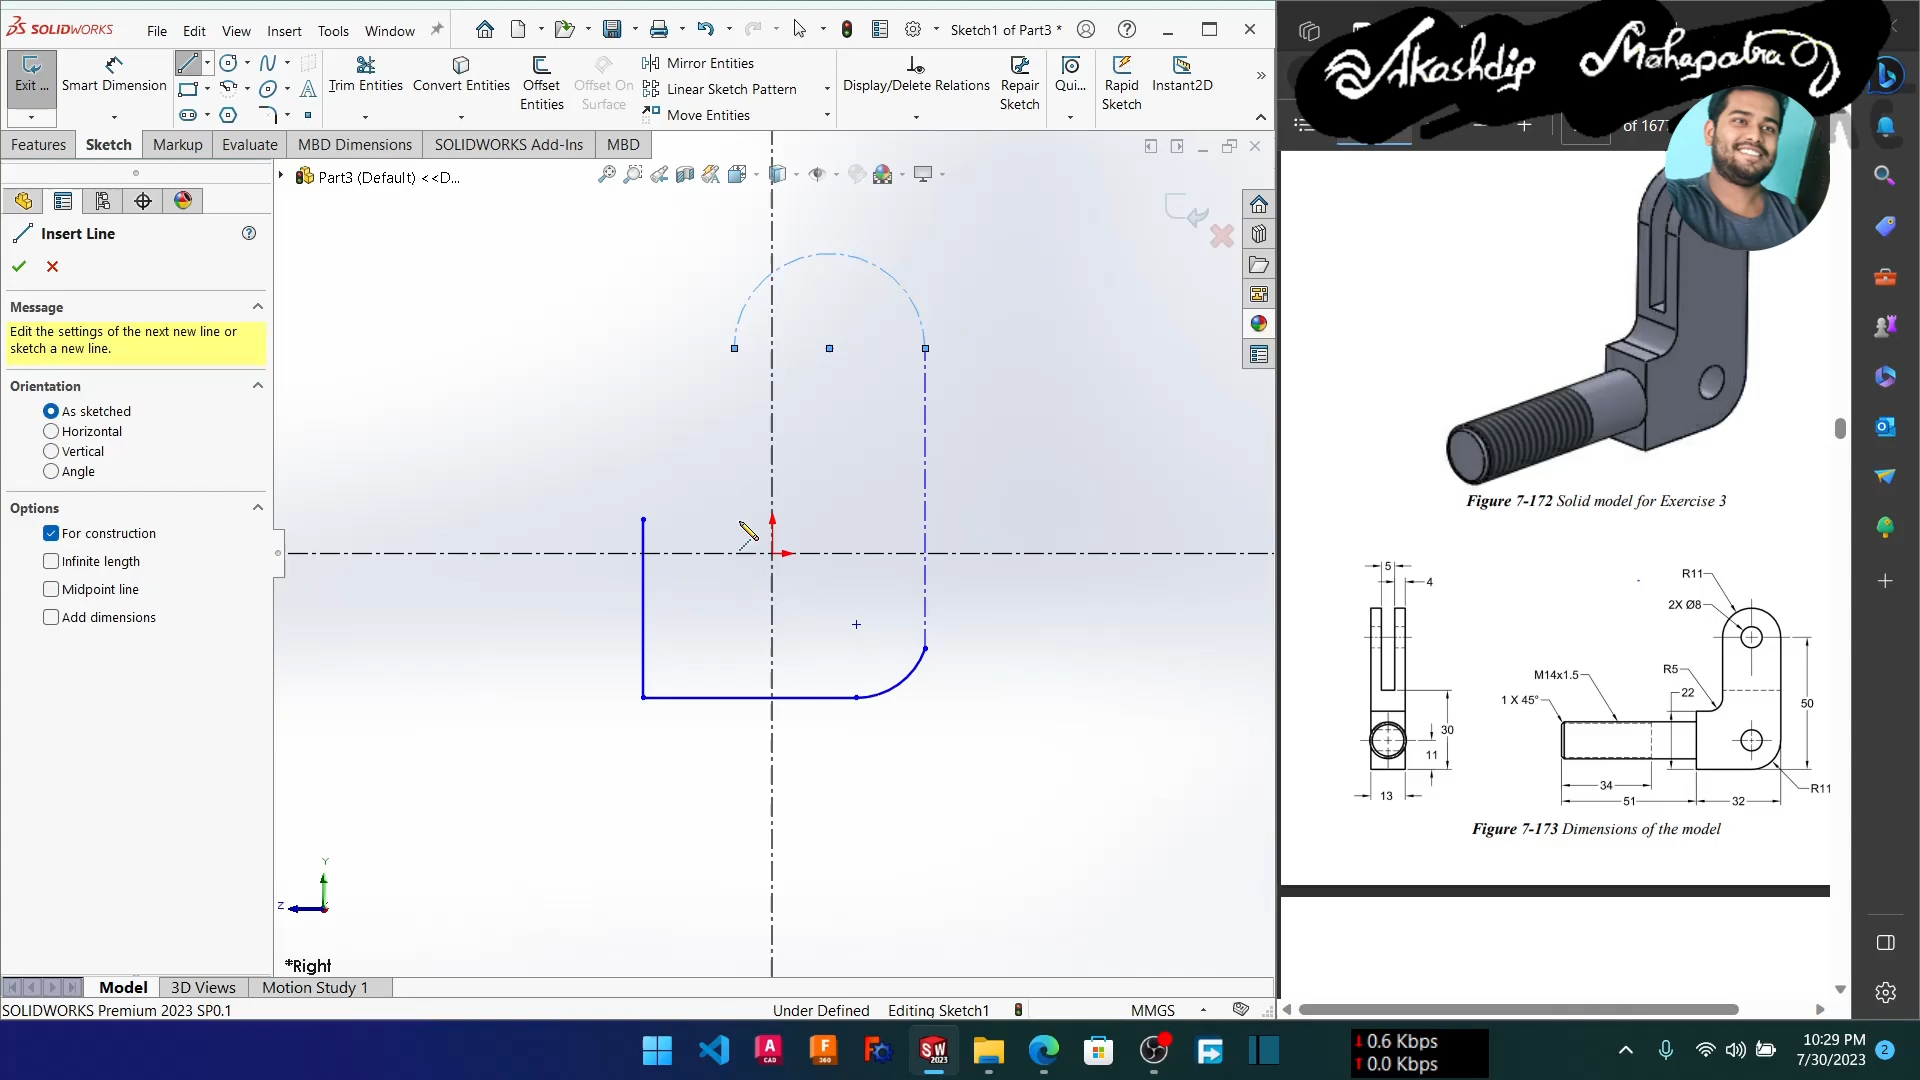 SOLIDWORKS File Edit View Insert Tools Window Sketch1 of Part3 *
Akashdip Mahapatra
Exit ... Smart Dimension Trim Entities Convert Entities Offset Entities Offset On Surface Mirror Entities Linear Sketch Pattern Move Entities Display/Delete Relations Repair Sketch Qui... Rapid Sketch Instant2D
of 1677
Features Sketch Markup Evaluate MBD Dimensions SOLIDWORKS Add-Ins MBD
Part3 (Default) <<D...
Insert Line
Message
Edit the settings of the next new line or
sketch a new line.
Orientation
As sketched
Horizontal
Vertical
Angle
Options
For construction
Infinite length
Midpoint line
Add dimensions
Y
Z
*Right
Model 3D Views Motion Study 1
SOLIDWORKS Premium 2023 SP0.1 Under Defined Editing Sketch1 MMGS
Figure 7-172 Solid model for Exercise 3
5
4
R11
2X Ø8
R5
M14x1.5
22
1 X 45°
50
30
11
34
R11
13
51
32
Figure 7-173 Dimensions of the model
A CAD F 360 SW 2023
0.6 Kbps
0.0 Kbps
10:29 PM
7/30/2023
2